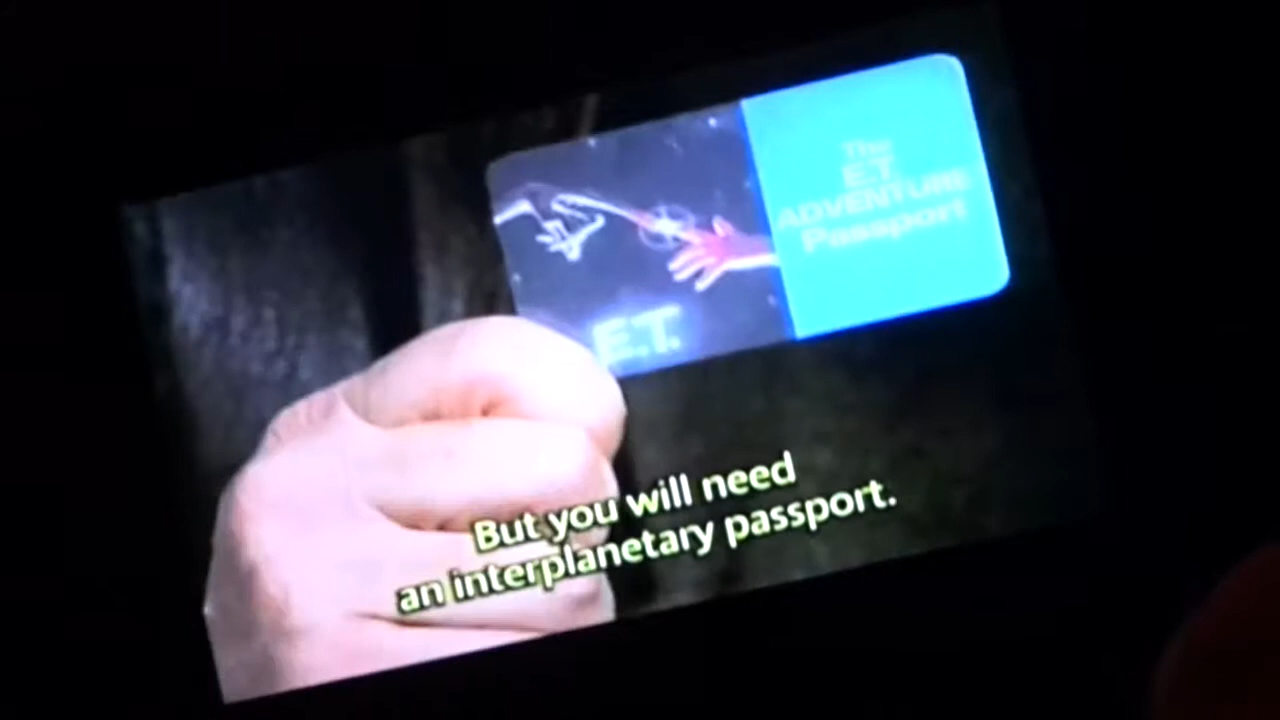 The
E.T.
ADVENTURE
Passport
E.T.
But you will need
an interplanetary passport.